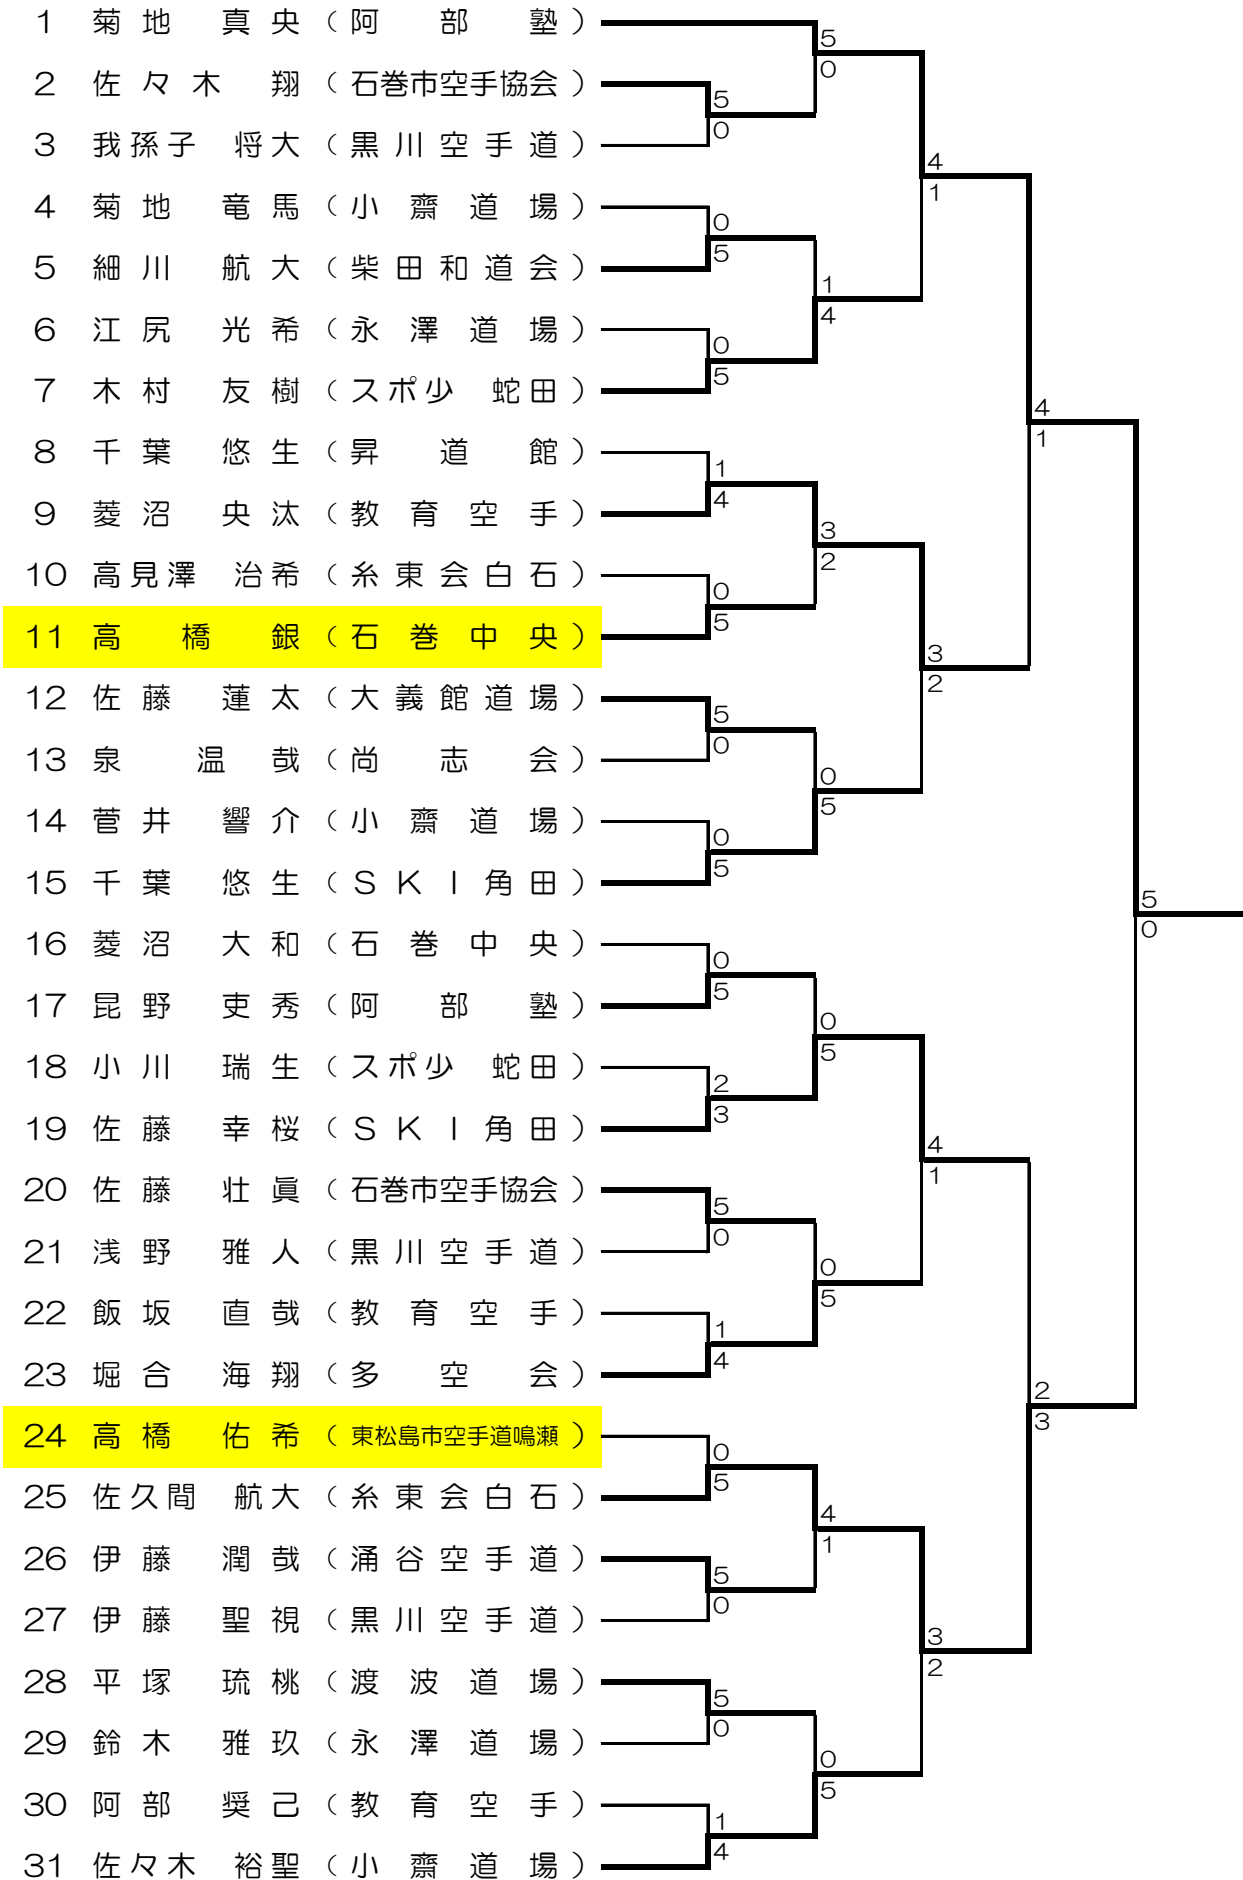 1 菊地 真央 (阿部塾)
5
0
2 佐々木 翔 (石巻市空手協会)
5
0
3 我孫子 将大 (黒川空手道)
4
1
4 菊地 竜馬 (小齋道場)
0
5
5 細川 航大 (柴田和道会)
1
4
6 江尻 光希 (永澤道場)
0
5
7 木村 友樹 (スポ少 蛇田)
4
1
8 千葉 悠生 (昇道館)
1
4
9 菱沼 央汰 (教育空手)
3
2
10 高見澤 治希 (糸東会白石)
0
5
11 高橋 銀 (石巻中央)
3
2
12 佐藤 蓮太 (大義館道場)
5
0
13 泉 温哉 (尚志会)
0
5
14 菅井 響介 (小齋道場)
0
5
15 千葉 悠生 (SKI角田)
5
0
16 菱沼 大和 (石巻中央)
0
5
17 昆野 吏秀 (阿部塾)
0
5
18 小川 瑞生 (スポ少 蛇田)
2
3
19 佐藤 幸桜 (SKI角田)
4
1
20 佐藤 壮眞 (石巻市空手協会)
5
0
21 浅野 雅人 (黒川空手道)
0
5
22 飯坂 直哉 (教育空手)
1
4
23 堀合 海翔 (多空会)
2
3
24 高橋 佑希 (東松島市空手道鳴瀬)
0
5
25 佐久間 航大 (糸東会白石)
4
1
26 伊藤 潤哉 (涌谷空手道)
5
0
27 伊藤 聖視 (黒川空手道)
3
2
28 平塚 琉桃 (渡波道場)
5
0
29 鈴木 雅玖 (永澤道場)
0
5
30 阿部 奨己 (教育空手)
1
4
31 佐々木 裕聖 (小齋道場)